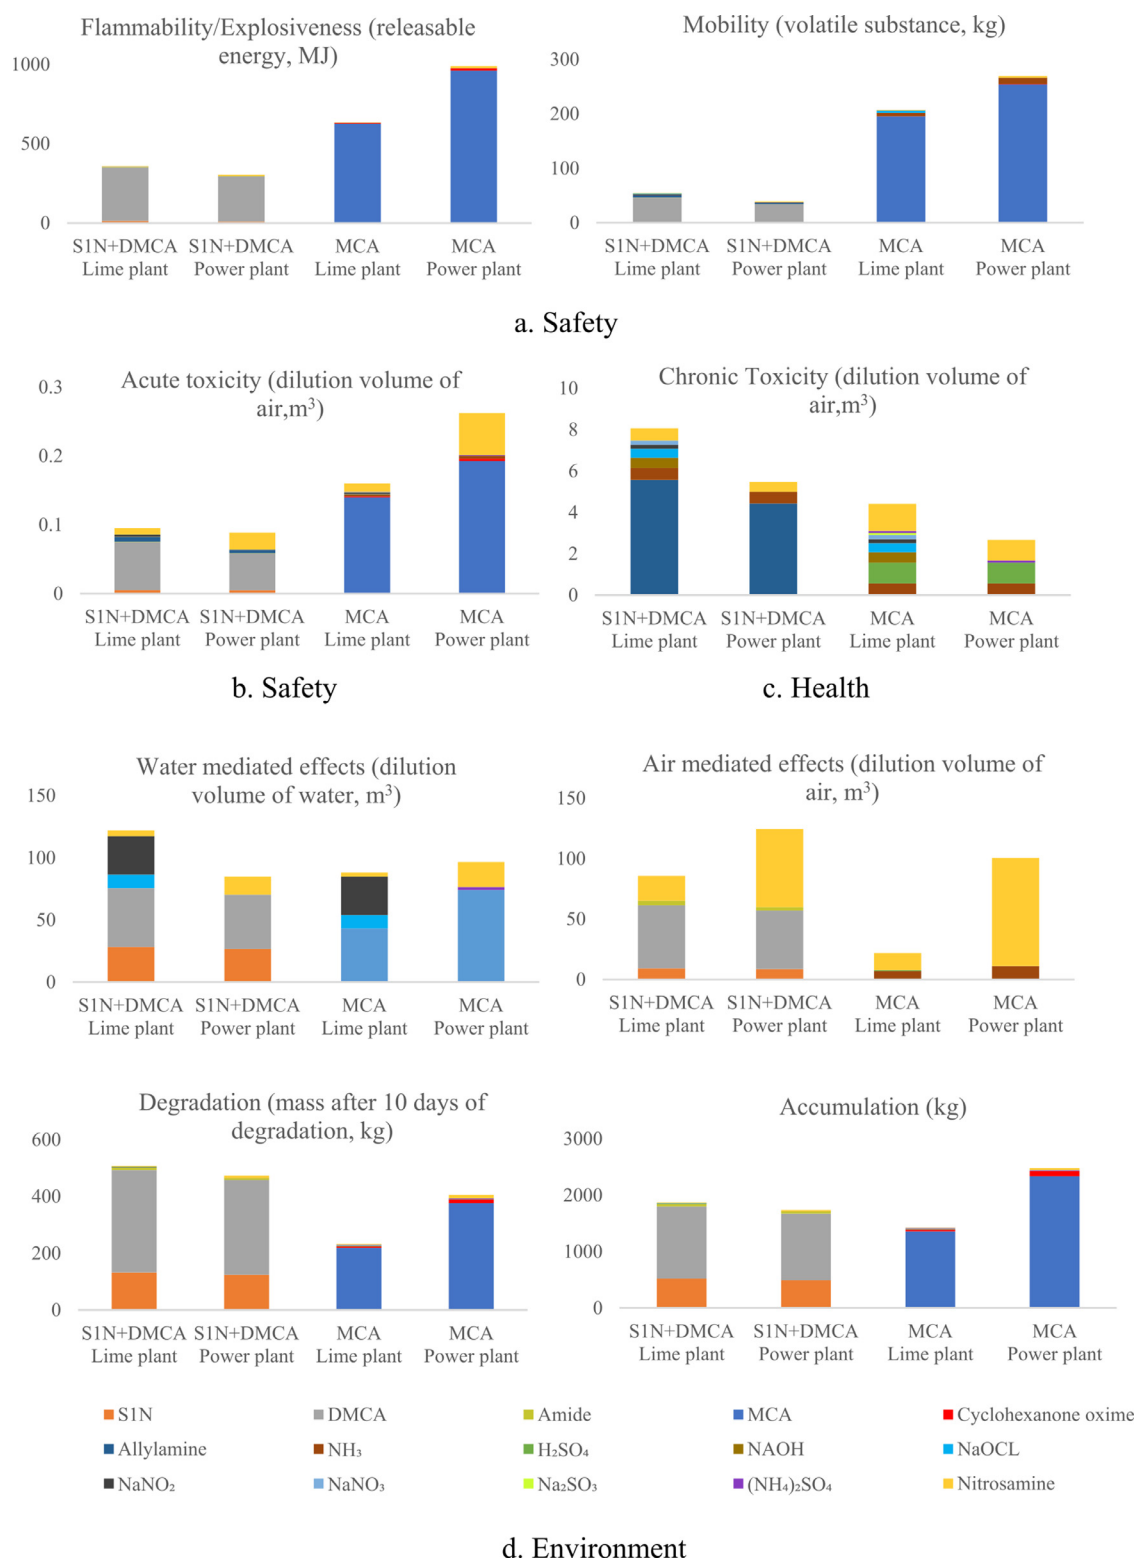 Flammability/Explosiveness (releasable
energy, MJ)
1000
500
0
S1N+DMCA
Lime plant
S1N+DMCA
Power plant
MCA
Lime plant
MCA
Power plant
Mobility (volatile substance, kg)
300
200
100
0
S1N+DMCA
Lime plant
S1N+DMCA
Power plant
MCA
Lime plant
MCA
Power plant
a. Safety
Acute toxicity (dilution volume of
air,m³)
0.3
0.2
0.1
0
S1N+DMCA
Lime plant
S1N+DMCA
Power plant
MCA
Lime plant
MCA
Power plant
b. Safety
Chronic Toxicity (dilution volume of
air,m³)
10
8
6
4
2
0
S1N+DMCA
Lime plant
S1N+DMCA
Power plant
MCA
Lime plant
MCA
Power plant
c. Health
Water mediated effects (dilution
volume of water, m³)
150
100
50
0
S1N+DMCA
Lime plant
S1N+DMCA
Power plant
MCA
Lime plant
MCA
Power plant
Air mediated effects (dilution volume of
air, m³)
150
100
50
0
S1N+DMCA
Lime plant
S1N+DMCA
Power plant
MCA
Lime plant
MCA
Power plant
Degradation (mass after 10 days of
degradation, kg)
600
400
200
0
S1N+DMCA
Lime plant
S1N+DMCA
Power plant
MCA
Lime plant
MCA
Power plant
Accumulation (kg)
3000
2000
1000
0
S1N+DMCA
Lime plant
S1N+DMCA
Power plant
MCA
Lime plant
MCA
Power plant
S1N DMCA Amide MCA Cyclohexanone oxime
Allylamine NH₃ H₂SO₄ NAOH NaOCL
NaNO₂ NaNO₃ Na₂SO₃ (NH₄)₂SO₄ Nitrosamine
d. Environment